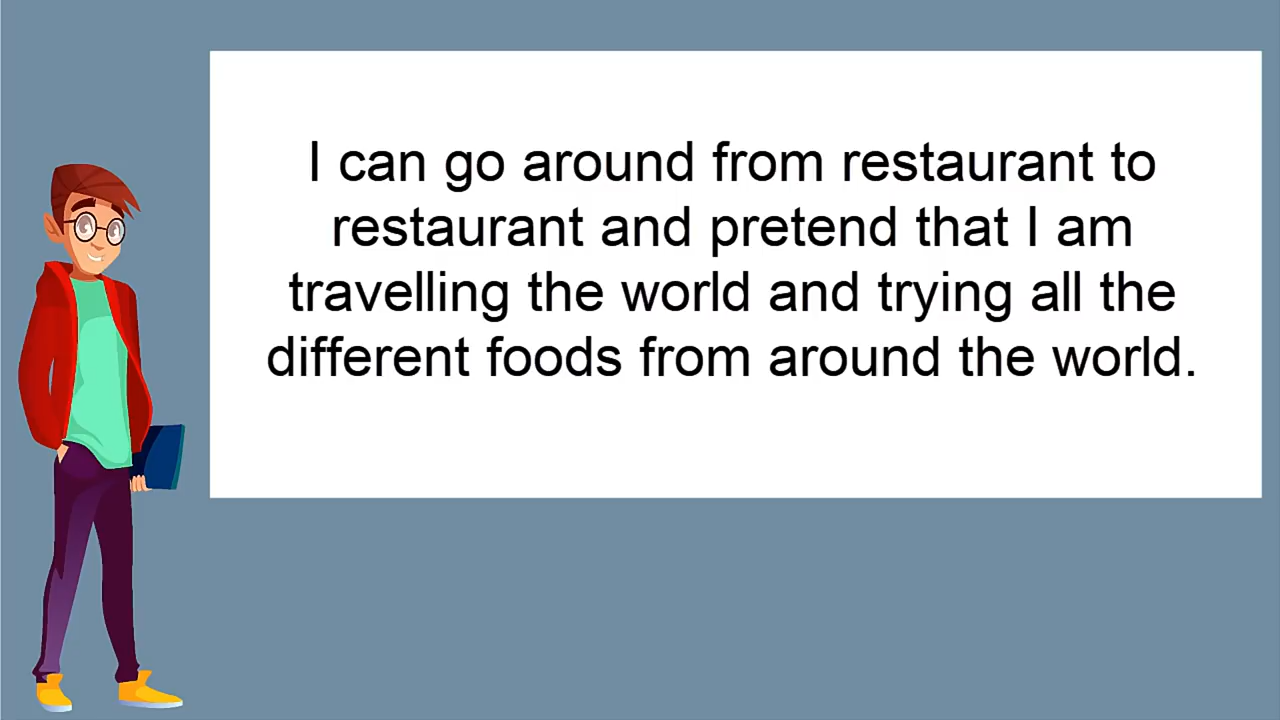 I can go around from restaurant to
restaurant and pretend that I am
travelling the world and trying all the
different foods from around the world.